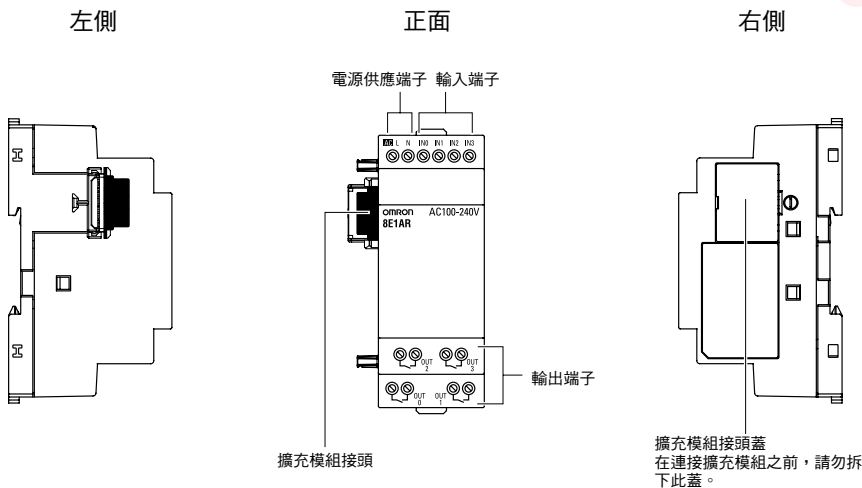 左側
正面
右側
電源供應端子 輸入端子
AC L N IN0 IN1 IN2 IN3
OMRON AC100-240V
8E1AR
OUT 2
OUT 3
輸出端子
OUT 0
OUT 1
擴充模組接頭
擴充模組接頭蓋
在連接擴充模組之前，請勿拆
下此蓋。